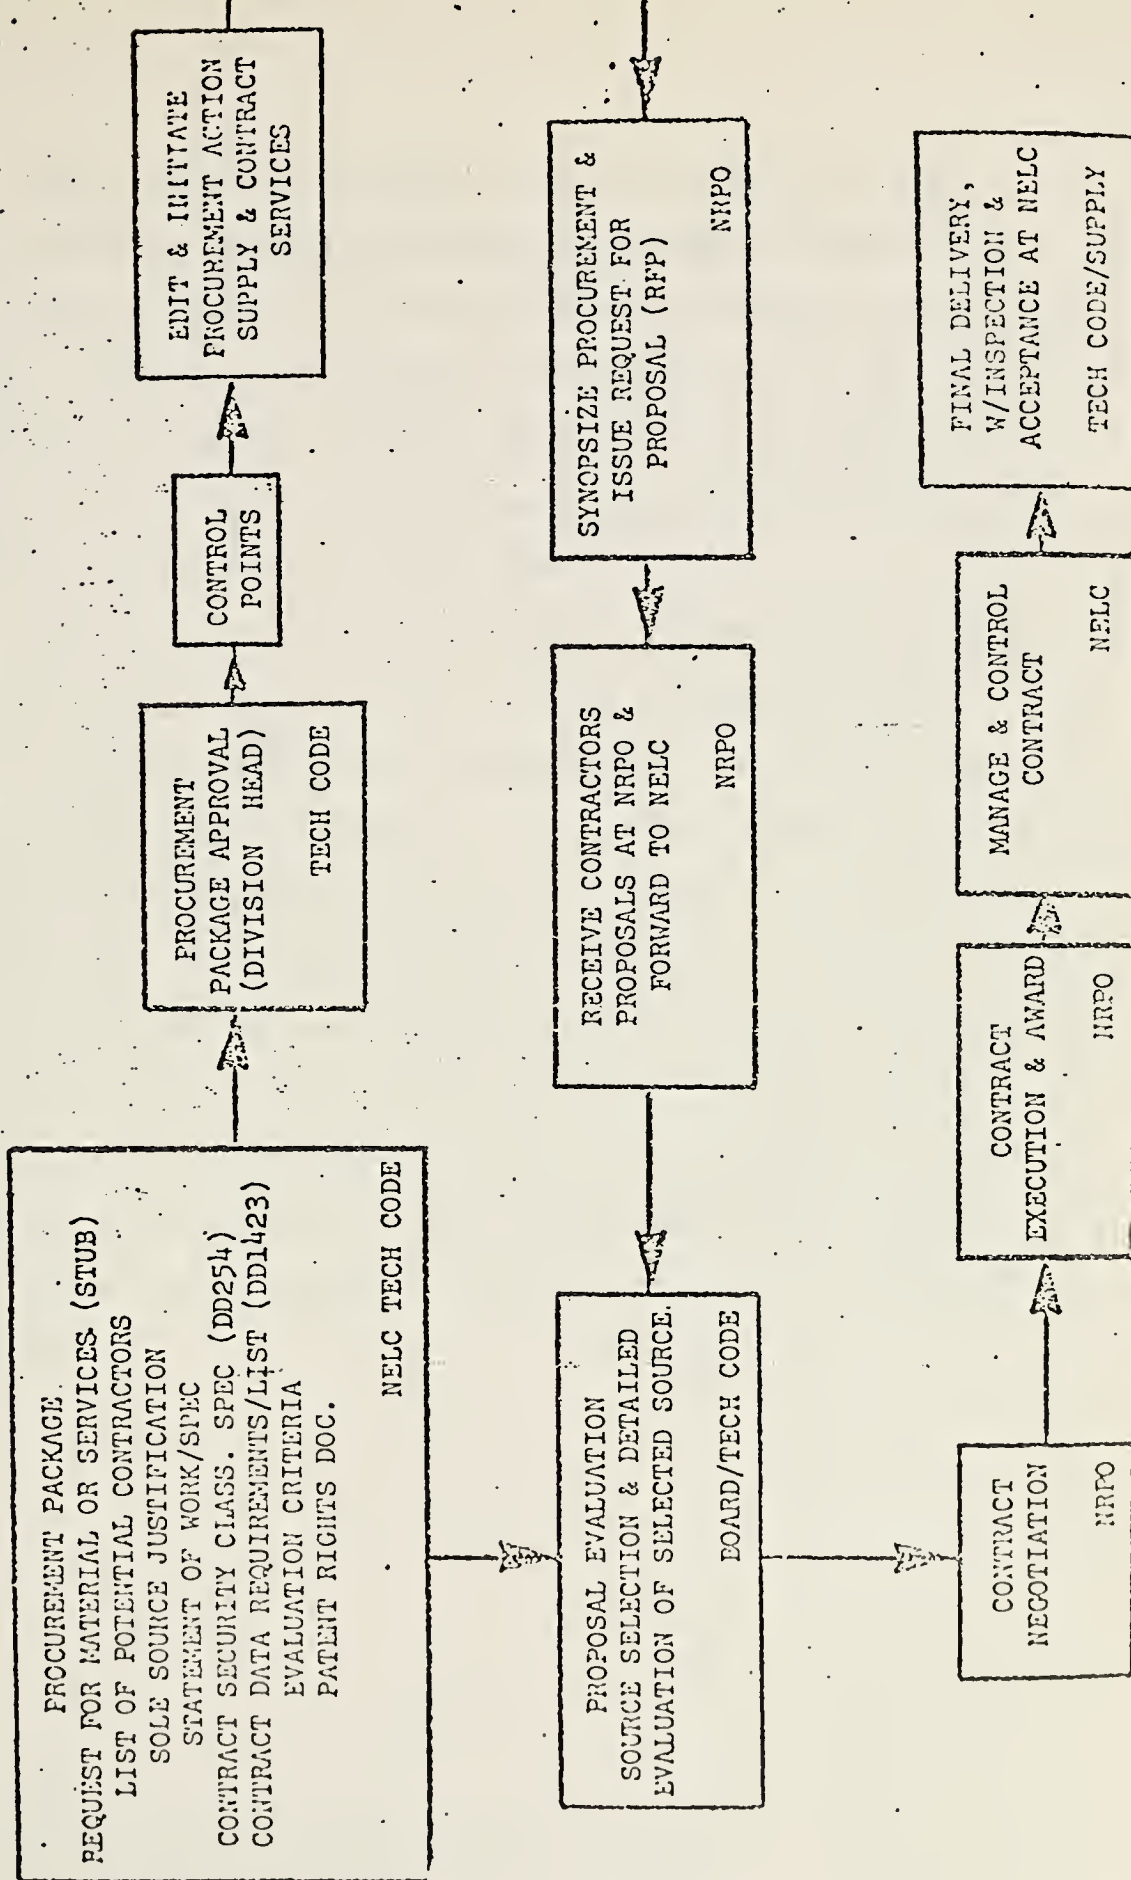 PROCUREMENT PACKAGE
REQUEST FOR MATERIAL OR SERVICES (STUB)
LIST OF POTENTIAL CONTRACTORS
SOLE SOURCE JUSTIFICATION
STATEMENT OF WORK/SPEC
CONTRACT SECURITY CLASS. SPEC (DD254)
CONTRACT DATA REQUIREMENTS/LIST (DD1423)
EVALUATION CRITERIA
PATENT RIGHTS DOC.
NELC TECH CODE
PROCUREMENT
PACKAGE APPROVAL
(DIVISION HEAD)
TECH CODE
CONTROL
POINTS
EDIT & INITIATE
PROCUREMENT ACTION
SUPPLY & CONTRACT
SERVICES
SYNOPSIZE PROCUREMENT &
ISSUE REQUEST FOR
PROPOSAL (RFP)
NRPO
RECEIVE CONTRACTORS
PROPOSALS AT NRPO &
FORWARD TO NELC
NRPO
PROPOSAL EVALUATION
SOURCE SELECTION & DETAILED
EVALUATION OF SELECTED SOURCE.
BOARD/TECH CODE
CONTRACT
NEGOTIATION
NRPO
CONTRACT
EXECUTION & AWARD
NRPO
MANAGE & CONTROL
CONTRACT
NELC
FINAL DELIVERY,
W/INSPECTION &
ACCEPTANCE AT NELC
TECH CODE/SUPPLY